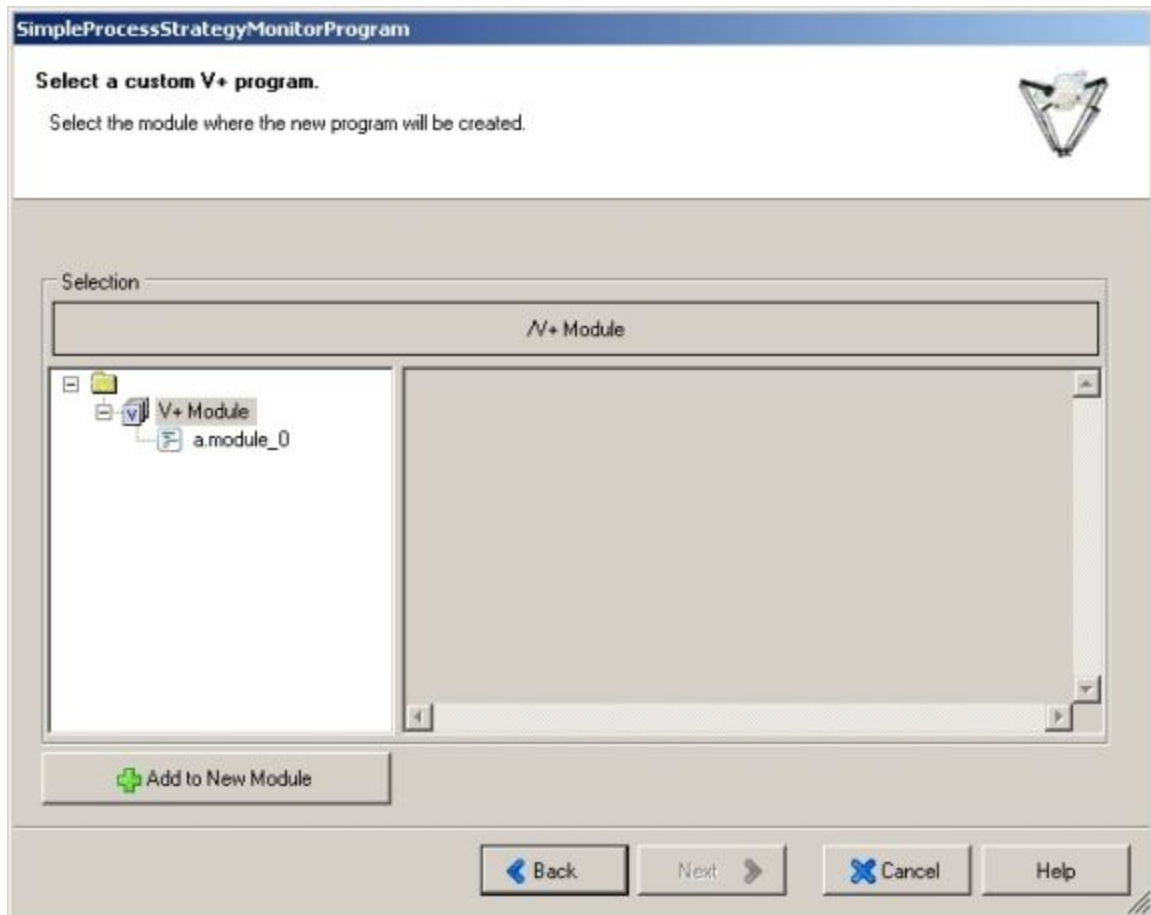 SimpleProcessStrategyMonitorProgram
Select a custom V+ program.
Select the module where the new program will be created.
Selection
/V+ Module
V+ Module
a.module_0
Add to New Module
Back
Next
Cancel
Help